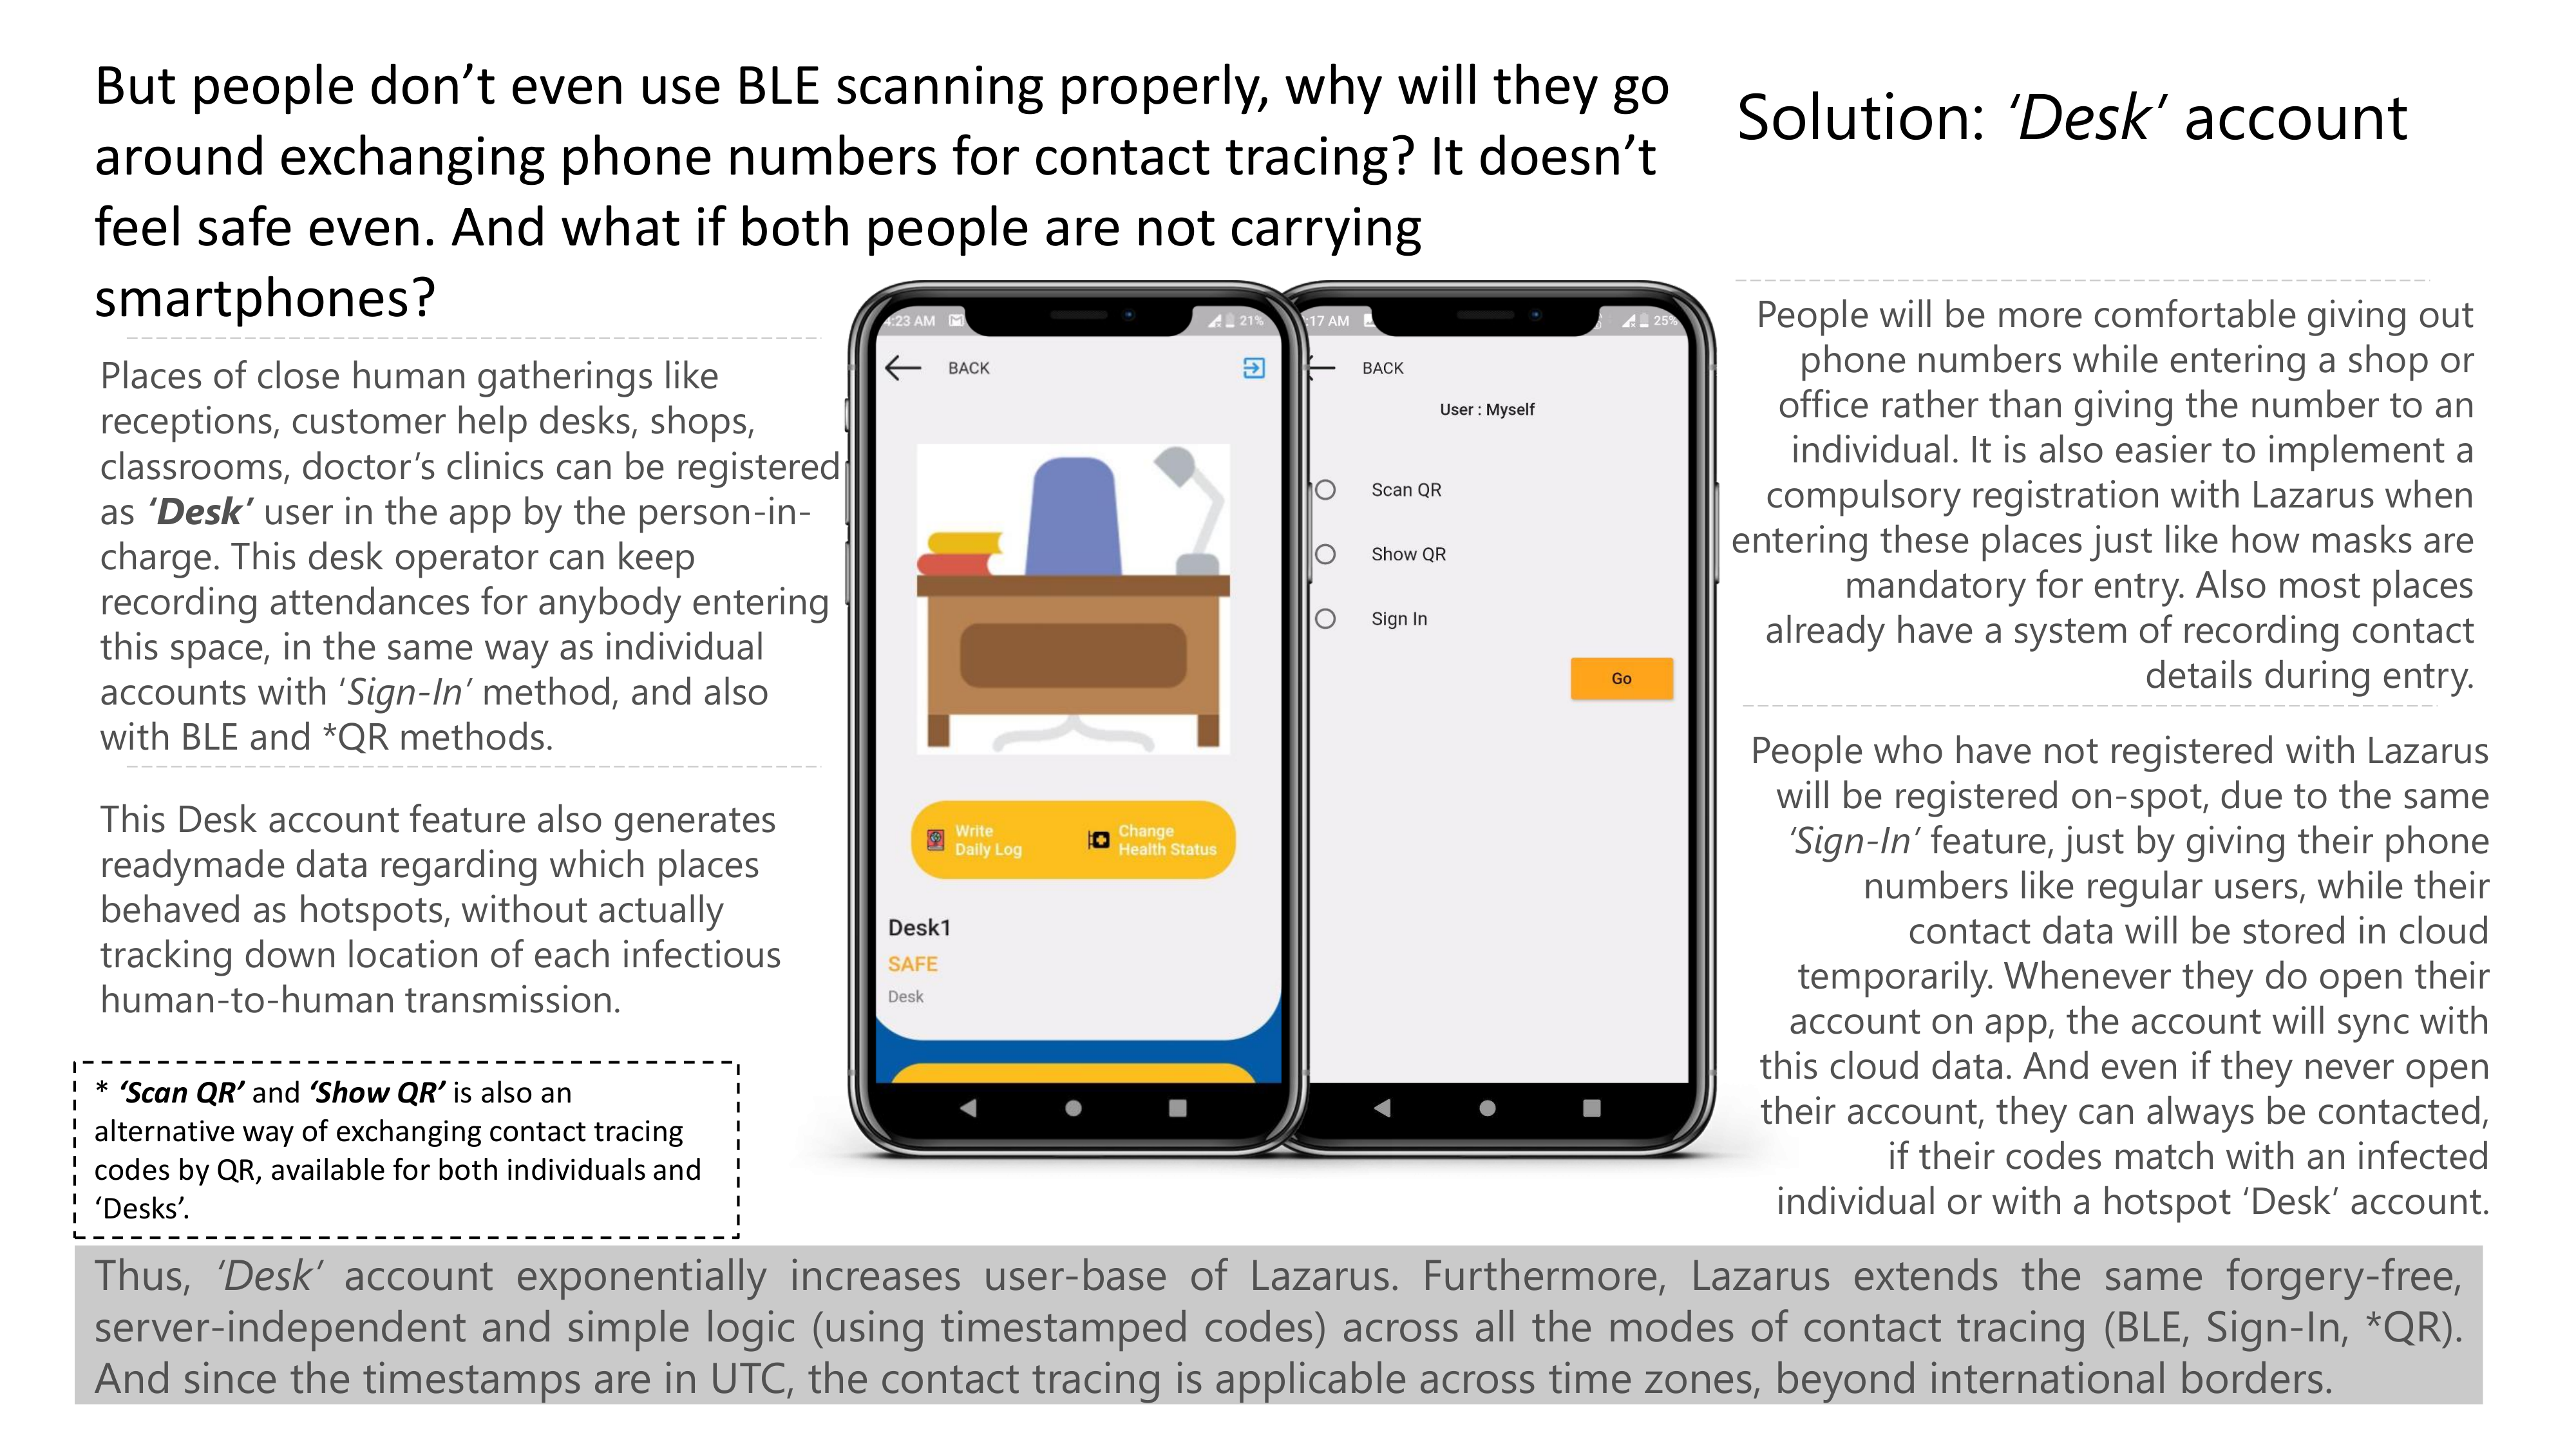 But people don’t even use BLE scanning properly, why will they go
around exchanging phone numbers for contact tracing? It doesn’t
feel safe even. And what if both people are not carrying
smartphones?
Solution: ‘Desk’ account
Places of close human gatherings like
receptions, customer help desks, shops,
classrooms, doctor’s clinics can be registered
as ‘Desk’ user in the app by the person-in-
charge. This desk operator can keep
recording attendances for anybody entering
this space, in the same way as individual
accounts with ‘Sign-In’ method, and also
with BLE and *QR methods.
This Desk account feature also generates
readymade data regarding which places
behaved as hotspots, without actually
tracking down location of each infectious
human-to-human transmission.
* ‘Scan QR’ and ‘Show QR’ is also an
alternative way of exchanging contact tracing
codes by QR, available for both individuals and
‘Desks’.
4:23 AM
21%
BACK
Write
Daily Log
Change
Health Status
Desk1
SAFE
Desk
:17 AM
25%
BACK
User : Myself
Scan QR
Show QR
Sign In
Go
People will be more comfortable giving out
phone numbers while entering a shop or
office rather than giving the number to an
individual. It is also easier to implement a
compulsory registration with Lazarus when
entering these places just like how masks are
mandatory for entry. Also most places
already have a system of recording contact
details during entry.
People who have not registered with Lazarus
will be registered on-spot, due to the same
‘Sign-In’ feature, just by giving their phone
numbers like regular users, while their
contact data will be stored in cloud
temporarily. Whenever they do open their
account on app, the account will sync with
this cloud data. And even if they never open
their account, they can always be contacted,
if their codes match with an infected
individual or with a hotspot ‘Desk’ account.
Thus, ‘Desk’ account exponentially increases user-base of Lazarus. Furthermore, Lazarus extends the same forgery-free,
server-independent and simple logic (using timestamped codes) across all the modes of contact tracing (BLE, Sign-In, *QR).
And since the timestamps are in UTC, the contact tracing is applicable across time zones, beyond international borders.